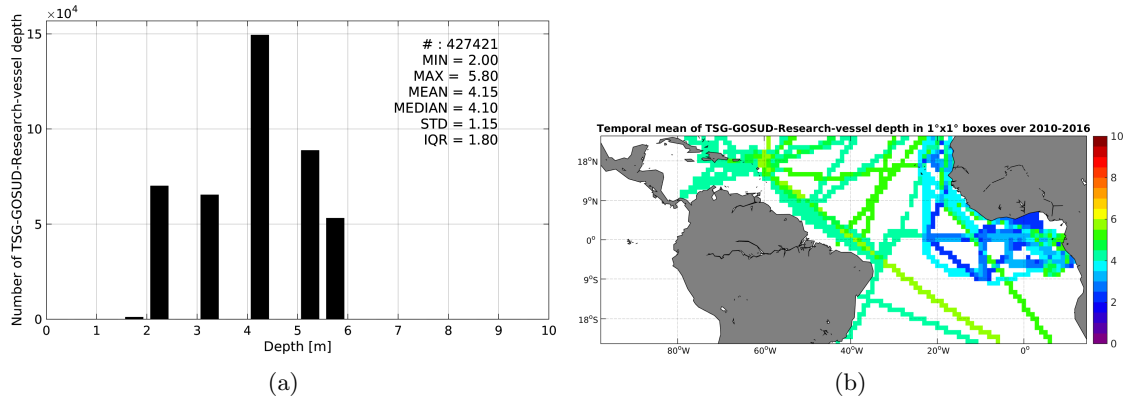 ×10⁴
15
10
5
0
Number of TSG-GOSUD-Research-vessel depth
# : 427421
MIN = 2.00
MAX = 5.80
MEAN = 4.15
MEDIAN = 4.10
STD = 1.15
IQR = 1.80
0 1 2 3 4 5 6 7 8 9 10
Depth [m]
(a)
Temporal mean of TSG-GOSUD-Research-vessel depth in 1°x1° boxes over 2010-2016
18°N
9°N
0°
9°S
18°S
80°W 60°W 40°W 20°W 0°
10
8
6
4
2
0
(b)